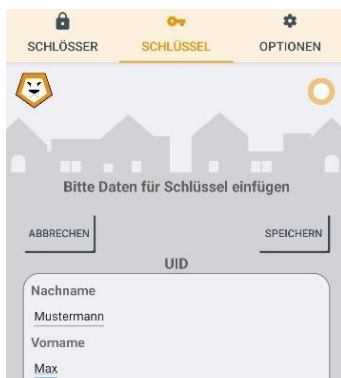 SCHLÖSSER SCHLÜSSEL OPTIONEN
Bitte Daten für Schlüssel einfügen
ABBRECHEN SPEICHERN
UID
Nachname
Mustermann
Vorname
Max